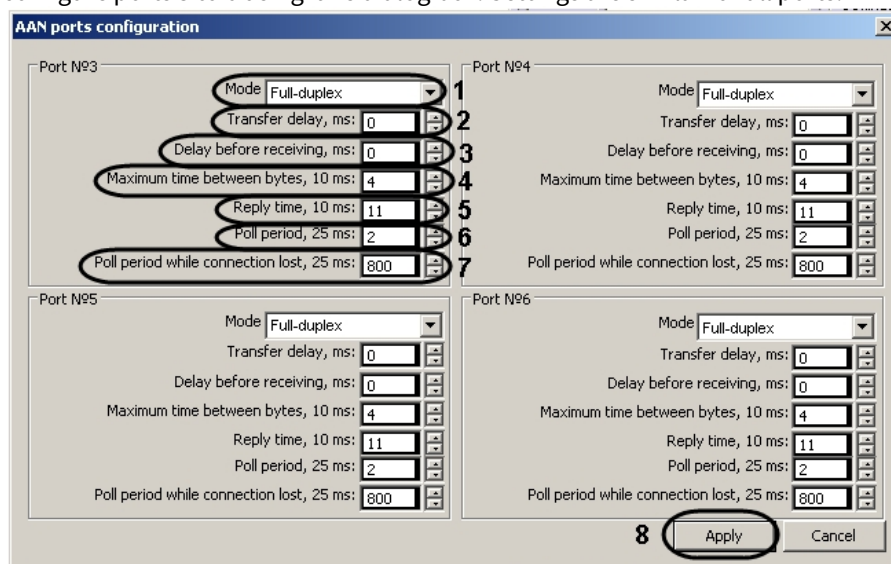 AAN ports configuration
Port №3
Mode Full-duplex 1
Transfer delay, ms: 0 2
Delay before receiving, ms: 0 3
Maximum time between bytes, 10 ms: 4 4
Reply time, 10 ms: 11 5
Poll period, 25 ms: 2 6
Poll period while connection lost, 25 ms: 800 7
Port №4
Mode Full-duplex
Transfer delay, ms: 0
Delay before receiving, ms: 0
Maximum time between bytes, 10 ms: 4
Reply time, 10 ms: 11
Poll period, 25 ms: 2
Poll period while connection lost, 25 ms: 800
Port №5
Mode Full-duplex
Transfer delay, ms: 0
Delay before receiving, ms: 0
Maximum time between bytes, 10 ms: 4
Reply time, 10 ms: 11
Poll period, 25 ms: 2
Poll period while connection lost, 25 ms: 800
Port №6
Mode Full-duplex
Transfer delay, ms: 0
Delay before receiving, ms: 0
Maximum time between bytes, 10 ms: 4
Reply time, 10 ms: 11
Poll period, 25 ms: 2
Poll period while connection lost, 25 ms: 800
8 Apply Cancel